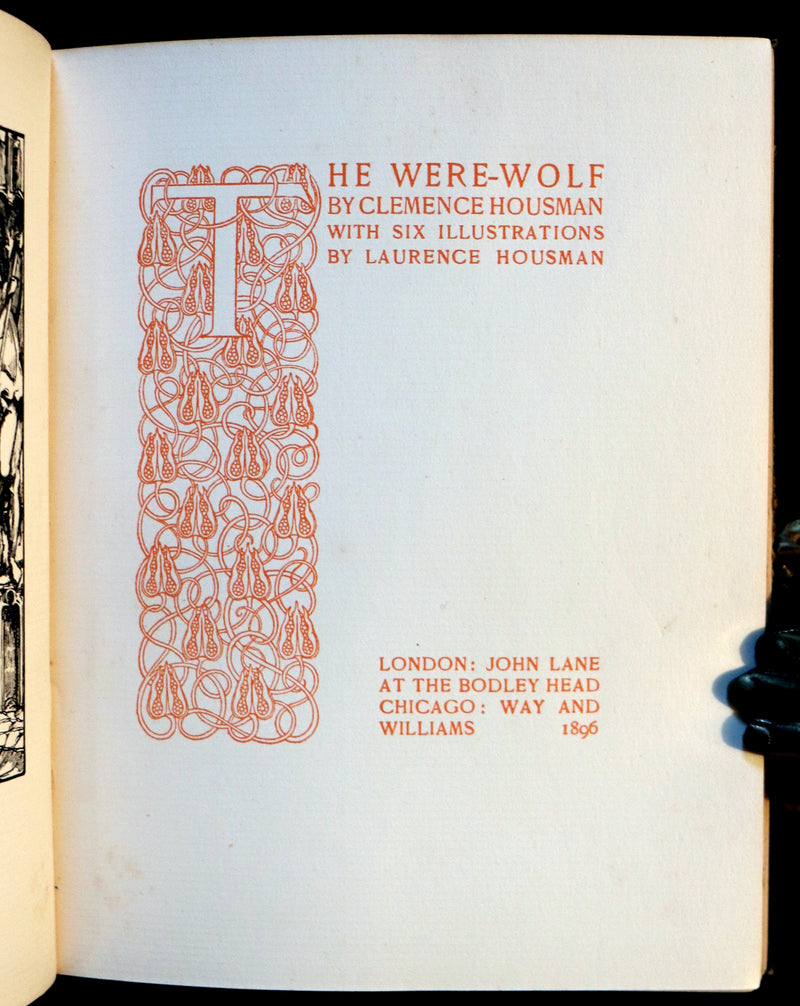 THE WERE-WOLF
BY CLEMENCE HOUSMAN
WITH SIX ILLUSTRATIONS
BY LAURENCE HOUSMAN
LONDON: JOHN LANE
AT THE BODLEY HEAD
CHICAGO: WAY AND
WILLIAMS 1896